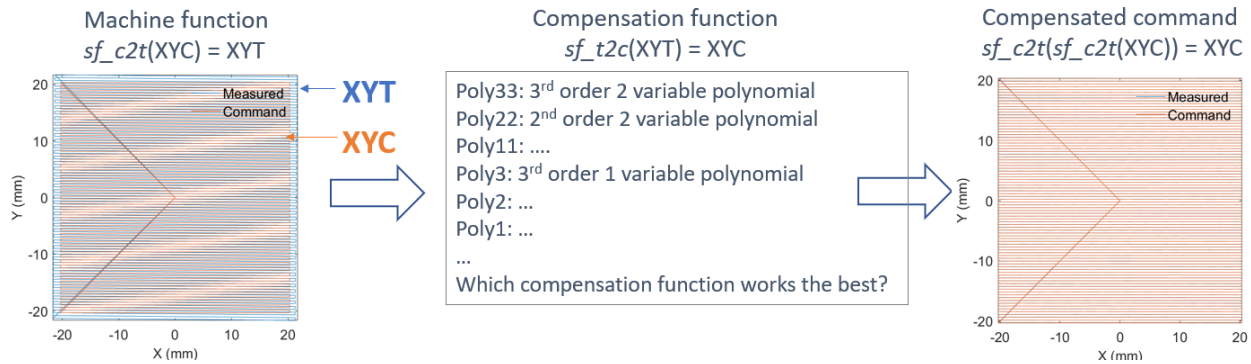 Machine function
sf_c2t(XYC) = XYT
20
10
0
-10
-20
Y (mm)
-20
-10
0
10
20
X (mm)
Measured
Command
XYT
XYC
Compensation function
sf_t2c(XYT) = XYC
Poly33: 3rd order 2 variable polynomial
Poly22: 2nd order 2 variable polynomial
Poly11: ....
Poly3: 3rd order 1 variable polynomial
Poly2: ...
Poly1: ...
...
Which compensation function works the best?
Compensated command
sf_c2t(sf_c2t(XYC)) = XYC
20
10
0
-10
-20
Y (mm)
-20
-10
0
10
20
X (mm)
Measured
Command